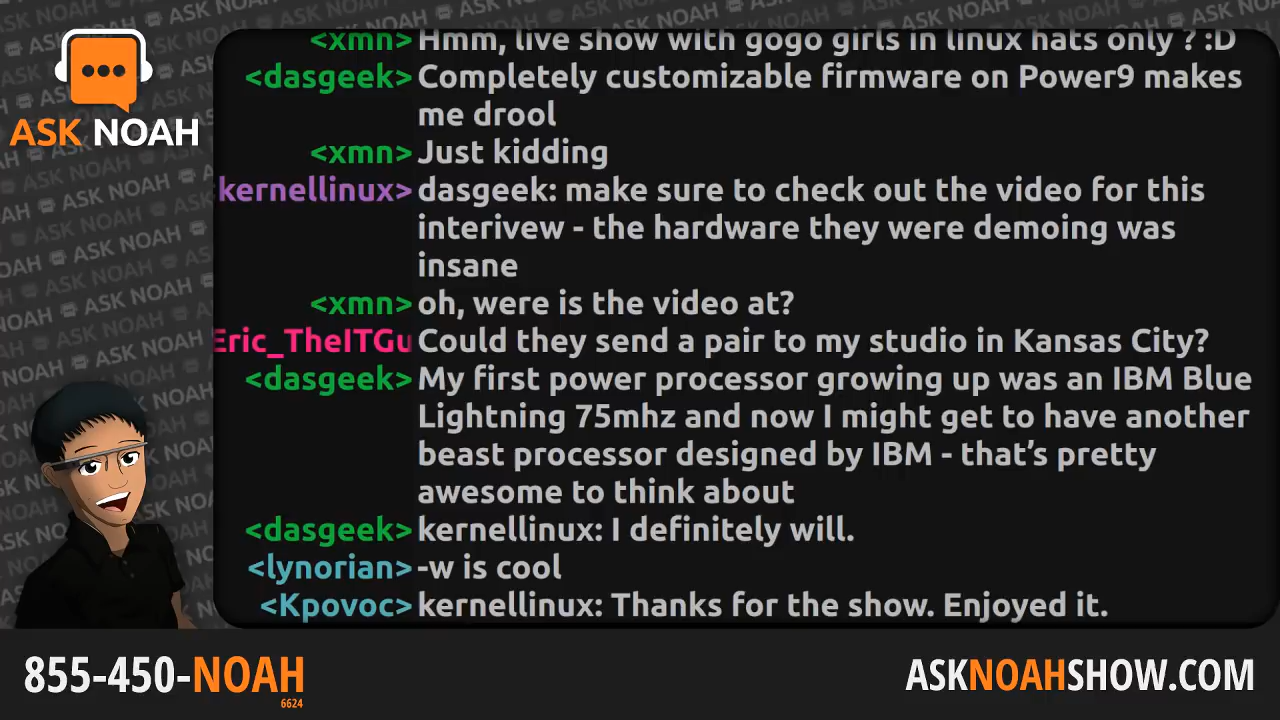 <xmn> Hmm, live show with gogo girls in linux hats only ? :D
<dasgeek> Completely customizable firmware on Power9 makes
me drool
ASK NOAH
<xmn> Just kidding
kernellinux> dasgeek: make sure to check out the video for this
interivew - the hardware they were demoing was
insane
<xmn> oh, were is the video at?
Eric_TheITGu Could they send a pair to my studio in Kansas City?
<dasgeek> My first power processor growing up was an IBM Blue
Lightning 75mhz and now I might get to have another
beast processor designed by IBM - that’s pretty
awesome to think about
<dasgeek> kernellinux: I definitely will.
<lynorian> -w is cool
<Kpovoc> kernellinux: Thanks for the show. Enjoyed it.
855-450-NOAH
6624
ASKNOAHSHOW.COM